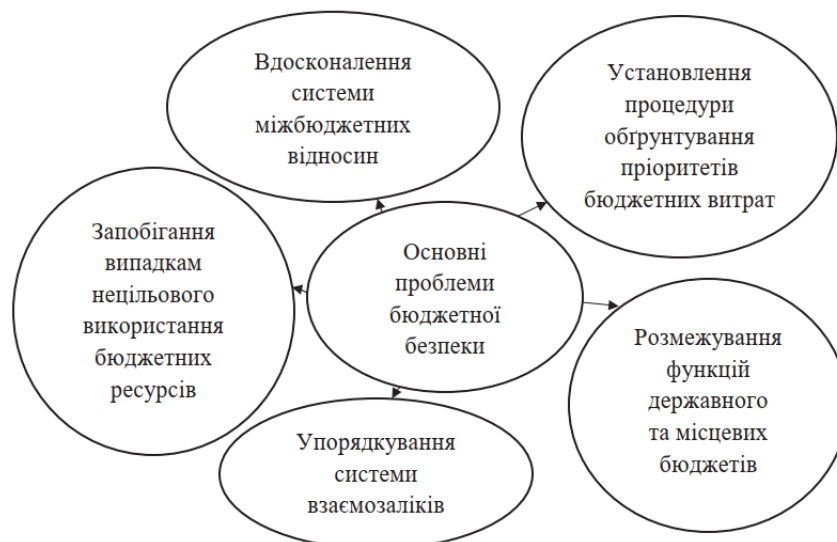 Вдосконалення
системи
міжбюджетних
відносин
Установлення
процедури
обґрунтування
пріоритетів
бюджетних витрат
Запобігання
випадкам
нецільового
використання
бюджетних
ресурсів
Основні
проблеми
бюджетної
безпеки
Розмежування
функцій
державного
та місцевих
бюджетів
Упорядкування
системи
взаємозаліків